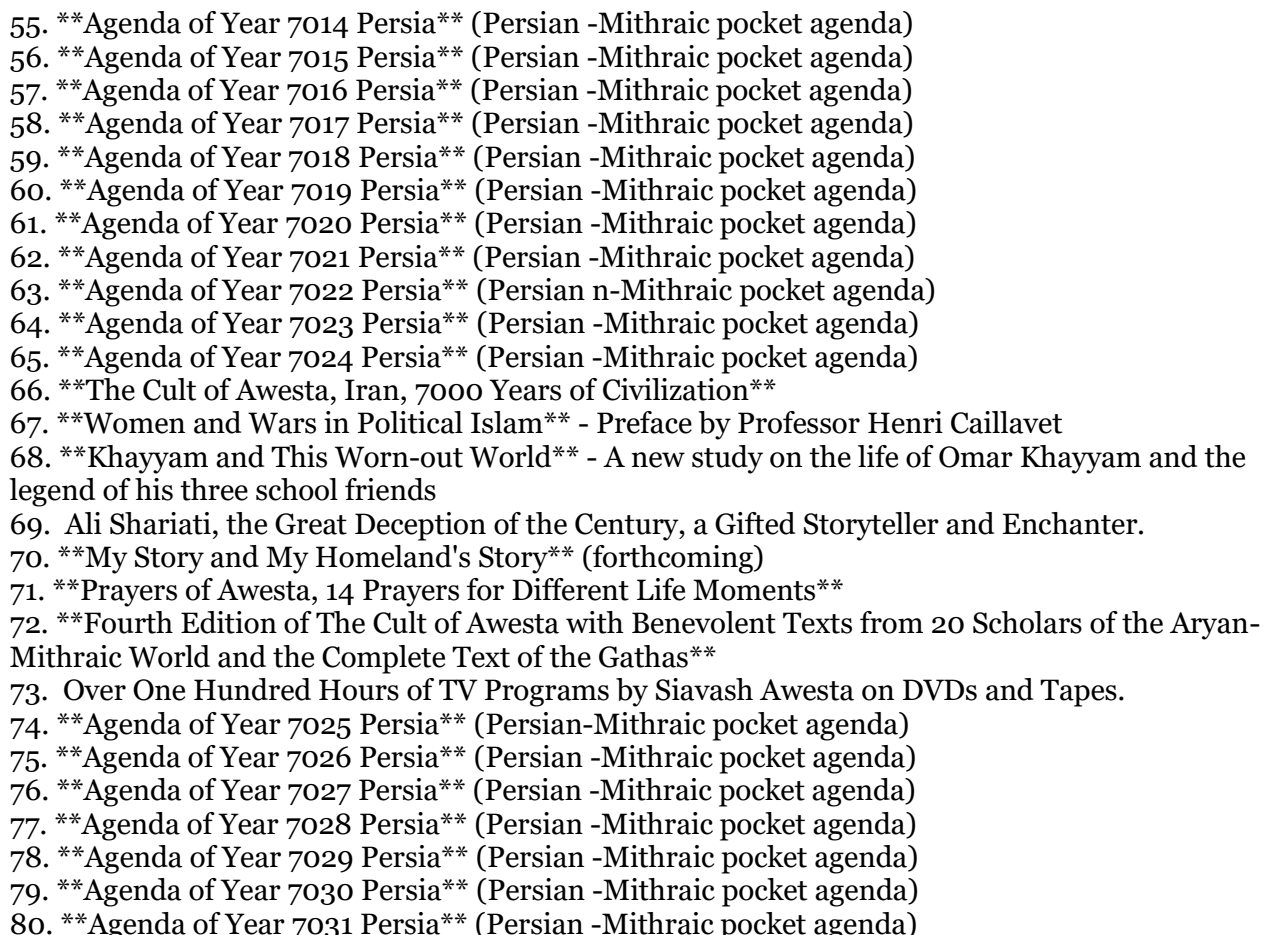 55. **Agenda of Year 7014 Persia** (Persian -Mithraic pocket agenda)
56. **Agenda of Year 7015 Persia** (Persian -Mithraic pocket agenda)
57. **Agenda of Year 7016 Persia** (Persian -Mithraic pocket agenda)
58. **Agenda of Year 7017 Persia** (Persian -Mithraic pocket agenda)
59. **Agenda of Year 7018 Persia** (Persian -Mithraic pocket agenda)
60. **Agenda of Year 7019 Persia** (Persian -Mithraic pocket agenda)
61. **Agenda of Year 7020 Persia** (Persian -Mithraic pocket agenda)
62. **Agenda of Year 7021 Persia** (Persian -Mithraic pocket agenda)
63. **Agenda of Year 7022 Persia** (Persian n-Mithraic pocket agenda)
64. **Agenda of Year 7023 Persia** (Persian -Mithraic pocket agenda)
65. **Agenda of Year 7024 Persia** (Persian -Mithraic pocket agenda)
66. **The Cult of Awesta, Iran, 7000 Years of Civilization**
67. **Women and Wars in Political Islam** - Preface by Professor Henri Caillavet
68. **Khayyam and This Worn-out World** - A new study on the life of Omar Khayyam and the
legend of his three school friends
69.  Ali Shariati, the Great Deception of the Century, a Gifted Storyteller and Enchanter.
70. **My Story and My Homeland's Story** (forthcoming)
71. **Prayers of Awesta, 14 Prayers for Different Life Moments**
72. **Fourth Edition of The Cult of Awesta with Benevolent Texts from 20 Scholars of the Aryan-
Mithraic World and the Complete Text of the Gathas**
73.  Over One Hundred Hours of TV Programs by Siavash Awesta on DVDs and Tapes.
74. **Agenda of Year 7025 Persia** (Persian-Mithraic pocket agenda)
75. **Agenda of Year 7026 Persia** (Persian -Mithraic pocket agenda)
76. **Agenda of Year 7027 Persia** (Persian -Mithraic pocket agenda)
77. **Agenda of Year 7028 Persia** (Persian -Mithraic pocket agenda)
78. **Agenda of Year 7029 Persia** (Persian -Mithraic pocket agenda)
79. **Agenda of Year 7030 Persia** (Persian -Mithraic pocket agenda)
80. **Agenda of Year 7031 Persia** (Persian -Mithraic pocket agenda)